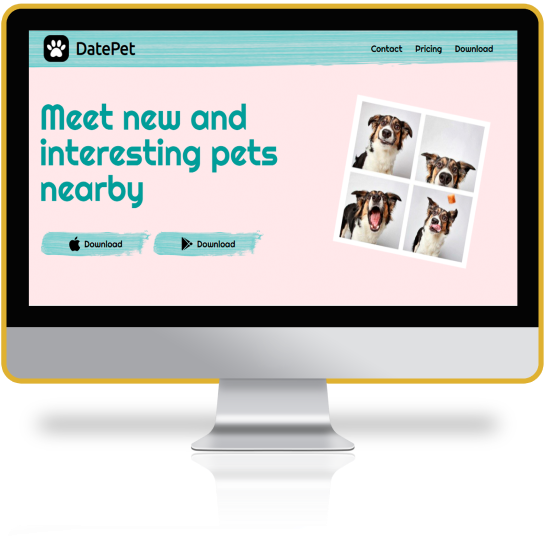 DatePet
Contact Pricing Download
Meet new and
interesting pets
nearby
Download Download